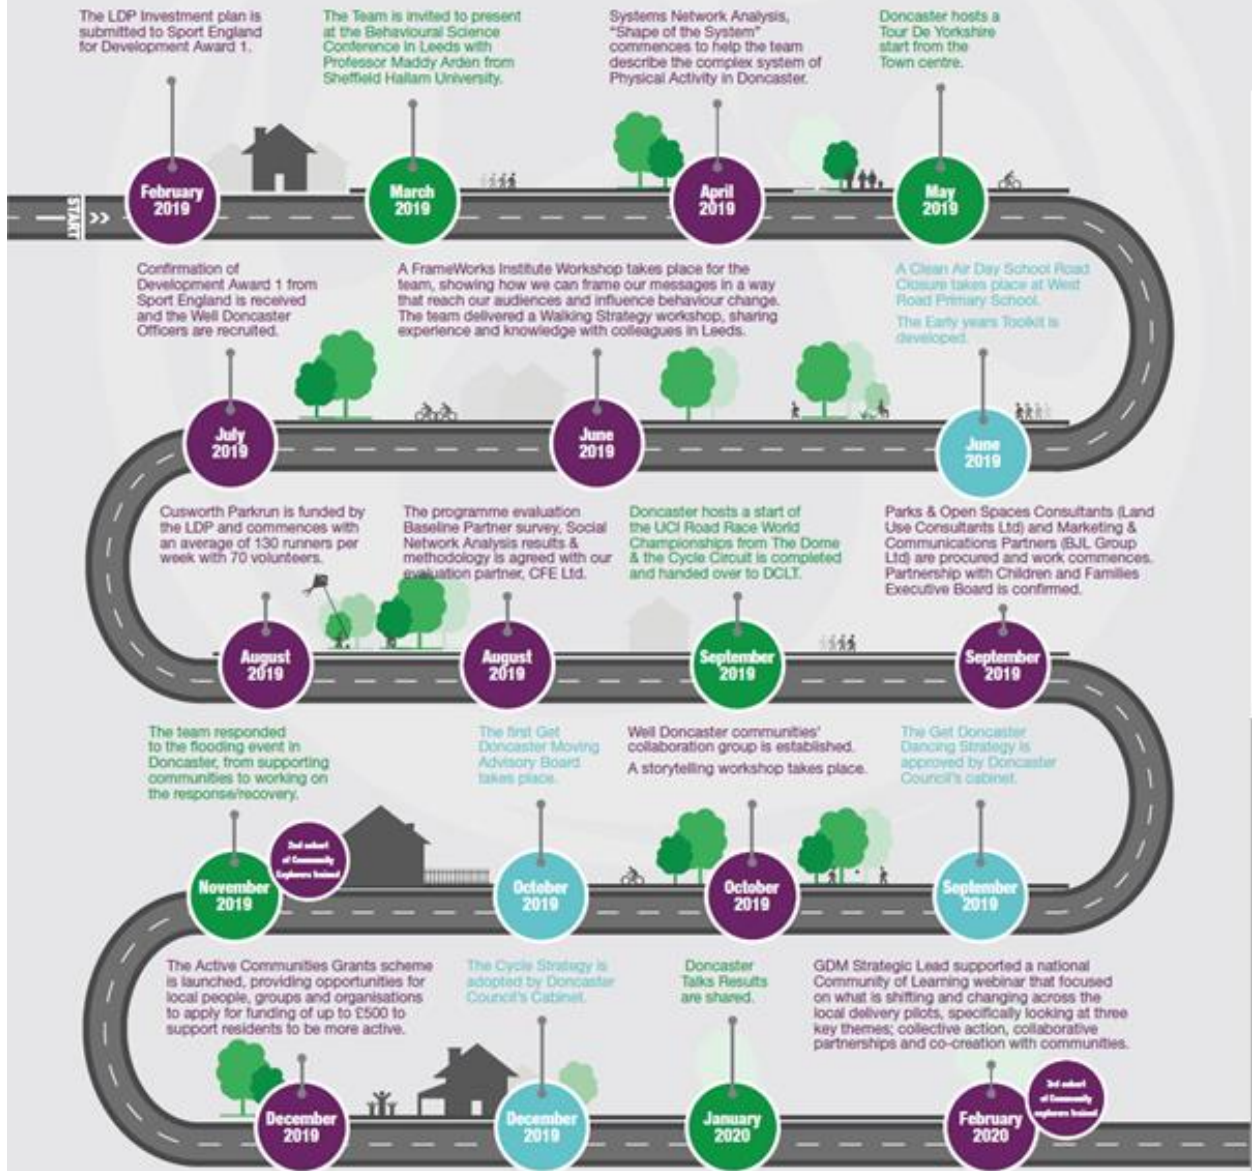 The LDP Investment plan is
submitted to Sport England
for Development Award 1.
The Team is invited to present
at the Behavioural Science
Conference in Leeds with
Professor Maddy Arden from
Sheffield Hallam University.
Systems Network Analysis,
“Shape of the System”
commences to help the team
describe the complex system of
Physical Activity in Doncaster.
Doncaster hosts a
Tour De Yorkshire
start from the
Town centre.
START
February
2019
March
2019
April
2019
May
2019
Confirmation of
Development Award 1 from
Sport England is received
and the Well Doncaster
Officers are recruited.
A FrameWorks Institute Workshop takes place for the
team, showing how we can frame our messages in a way
that reach our audiences and influence behaviour change.
The team delivered a Walking Strategy workshop, sharing
experience and knowledge with colleagues in Leeds.
A Clean Air Day School Road
Closure takes place at West
Road Primary School.
The Early years Toolkit is
developed.
July
2019
June
2019
June
2019
Cusworth Parkrun is funded by
the LDP and commences with
an average of 130 runners per
week with 70 volunteers.
The programme evaluation
Baseline Partner survey, Social
Network Analysis results &
methodology is agreed with our
evaluation partner, CFE Ltd.
Doncaster hosts a start of
the UCI Road Race World
Championships from The Dome
& the Cycle Circuit is completed
and handed over to DCLT.
Parks & Open Spaces Consultants (Land
Use Consultants Ltd) and Marketing &
Communications Partners (BJL Group
Ltd) are procured and work commences.
Partnership with Children and Families
Executive Board is confirmed.
August
2019
August
2019
September
2019
September
2019
The team responded
to the flooding event in
Doncaster, from supporting
communities to working on
the response/recovery.
The first Get
Doncaster Moving
Advisory Board
takes place.
Well Doncaster communities'
collaboration group is established.
A storytelling workshop takes place.
The Get Doncaster
Dancing Strategy is
approved by Doncaster
Council's cabinet.
2nd cohort
of Community
Explorers trained
November
2019
October
2019
October
2019
September
2019
The Active Communities Grants scheme
is launched, providing opportunities for
local people, groups and organisations
to apply for funding of up to £500 to
support residents to be more active.
The Cycle Strategy is
adopted by Doncaster
Council's Cabinet.
Doncaster
Talks Results
are shared.
GDM Strategic Lead supported a national
Community of Learning webinar that focused
on what is shifting and changing across the
local delivery pilots, specifically looking at three
key themes; collective action, collaborative
partnerships and co-creation with communities.
December
2019
December
2019
January
2020
February
2020
3rd cohort
of Community
explorers trained